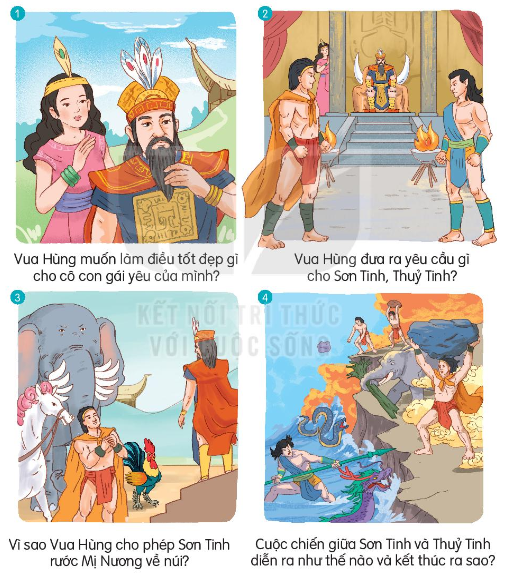 1
Vua Hùng muốn làm điều tốt đẹp gì
cho cô con gái yêu của mình?
2
Vua Hùng đưa ra yêu cầu gì
cho Sơn Tinh, Thuỷ Tinh?
KẾT NỐI TRI THỨC
VỚI CUỘC SỐNG
3
Vì sao Vua Hùng cho phép Sơn Tinh
rước Mị Nương về núi?
4
Cuộc chiến giữa Sơn Tinh và Thuỷ Tinh
diễn ra như thế nào và kết thúc ra sao?